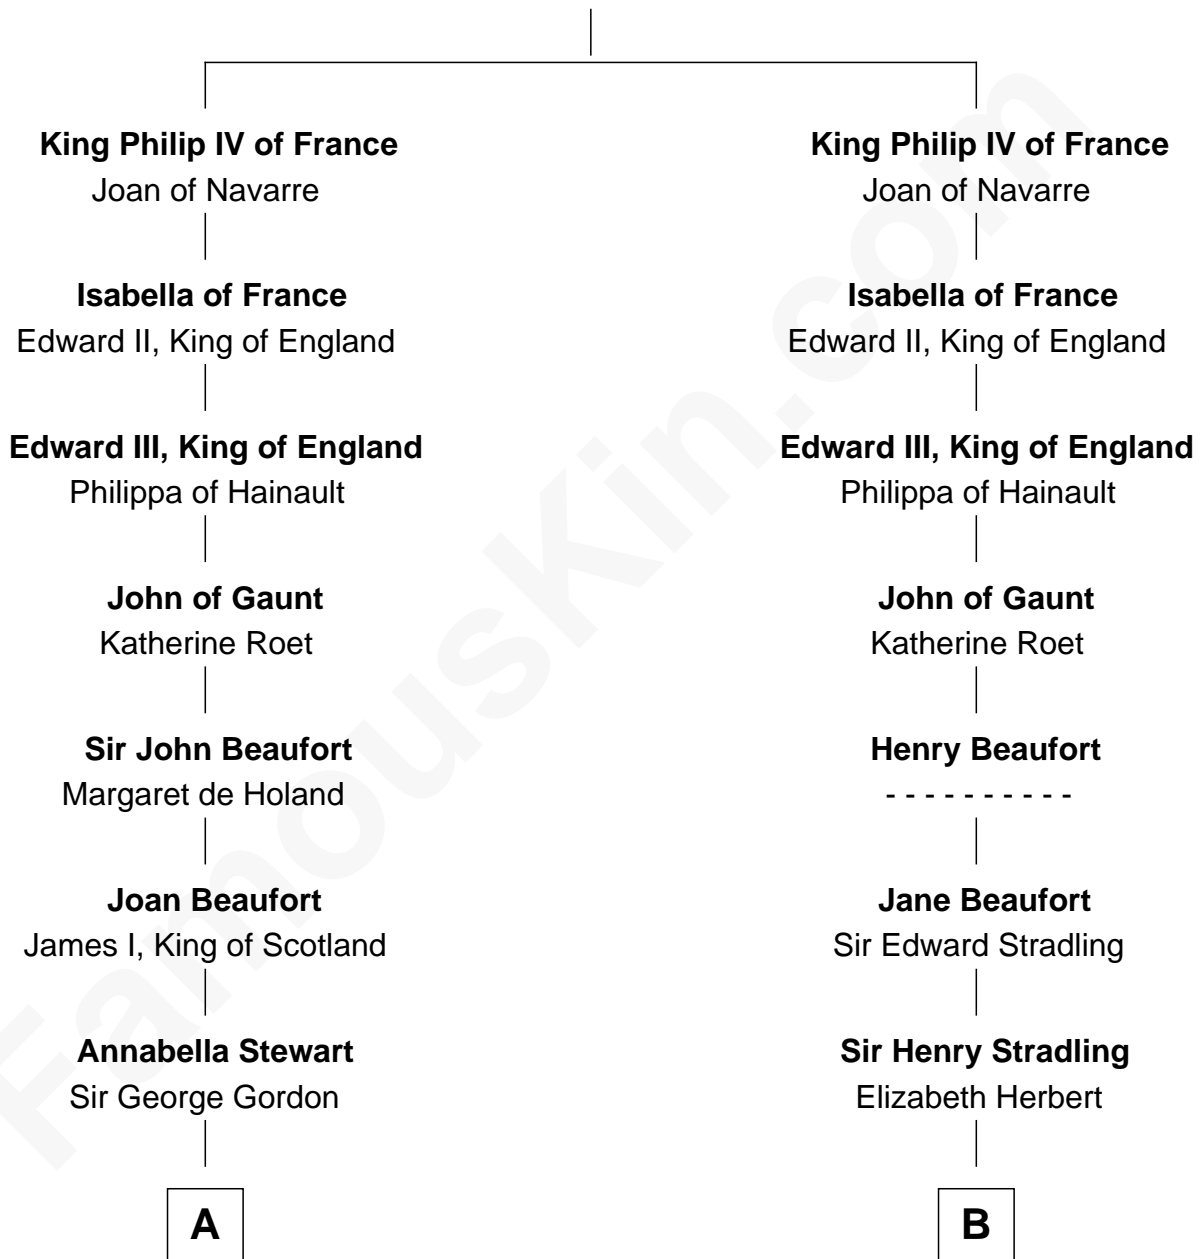 King Philip IV of France
Joan of Navarre
Isabella of France
Edward II, King of England
Edward III, King of England
Philippa of Hainault
John of Gaunt
Katherine Roet
Sir John Beaufort
Margaret de Holand
Joan Beaufort
James I, King of Scotland
Annabella Stewart
Sir George Gordon
A
King Philip IV of France
Joan of Navarre
Isabella of France
Edward II, King of England
Edward III, King of England
Philippa of Hainault
John of Gaunt
Katherine Roet
Henry Beaufort
- - - - - - - - - -
Jane Beaufort
Sir Edward Stradling
Sir Henry Stradling
Elizabeth Herbert
B
FamousKin.com